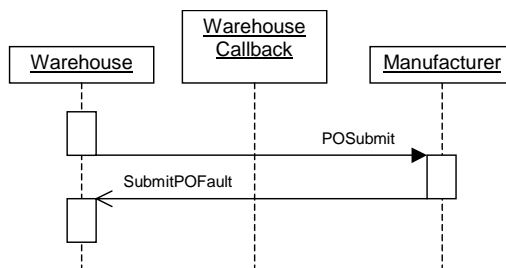 Warehouse
Warehouse
Callback
Manufacturer
POSubmit
SubmitPOFault